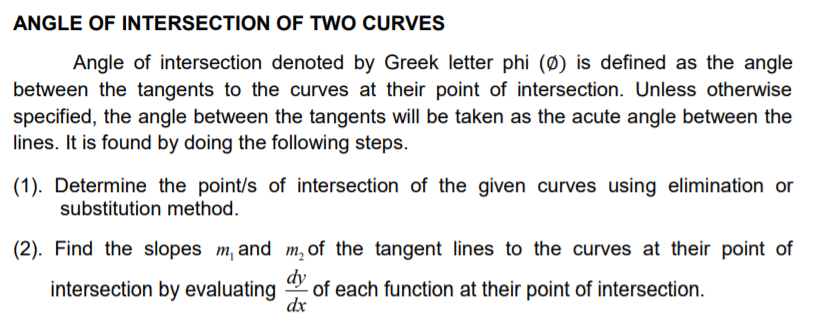 ANGLE OF INTERSECTION OF TWO CURVES
Angle of intersection denoted by Greek letter phi (Ø) is defined as the angle
between the tangents to the curves at their point of intersection. Unless otherwise
specified, the angle between the tangents will be taken as the acute angle between the
lines. It is found by doing the following steps.
(1). Determine the point/s of intersection of the given curves using elimination or
substitution method.
(2). Find the slopes m₁ and m₂ of the tangent lines to the curves at their point of
intersection by evaluating dy/dx of each function at their point of intersection.